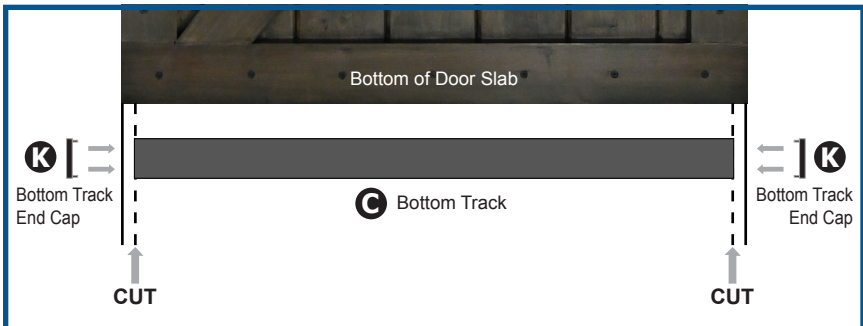 Bottom of Door Slab
K
Bottom Track
End Cap
C Bottom Track
K
Bottom Track
End Cap
CUT
CUT